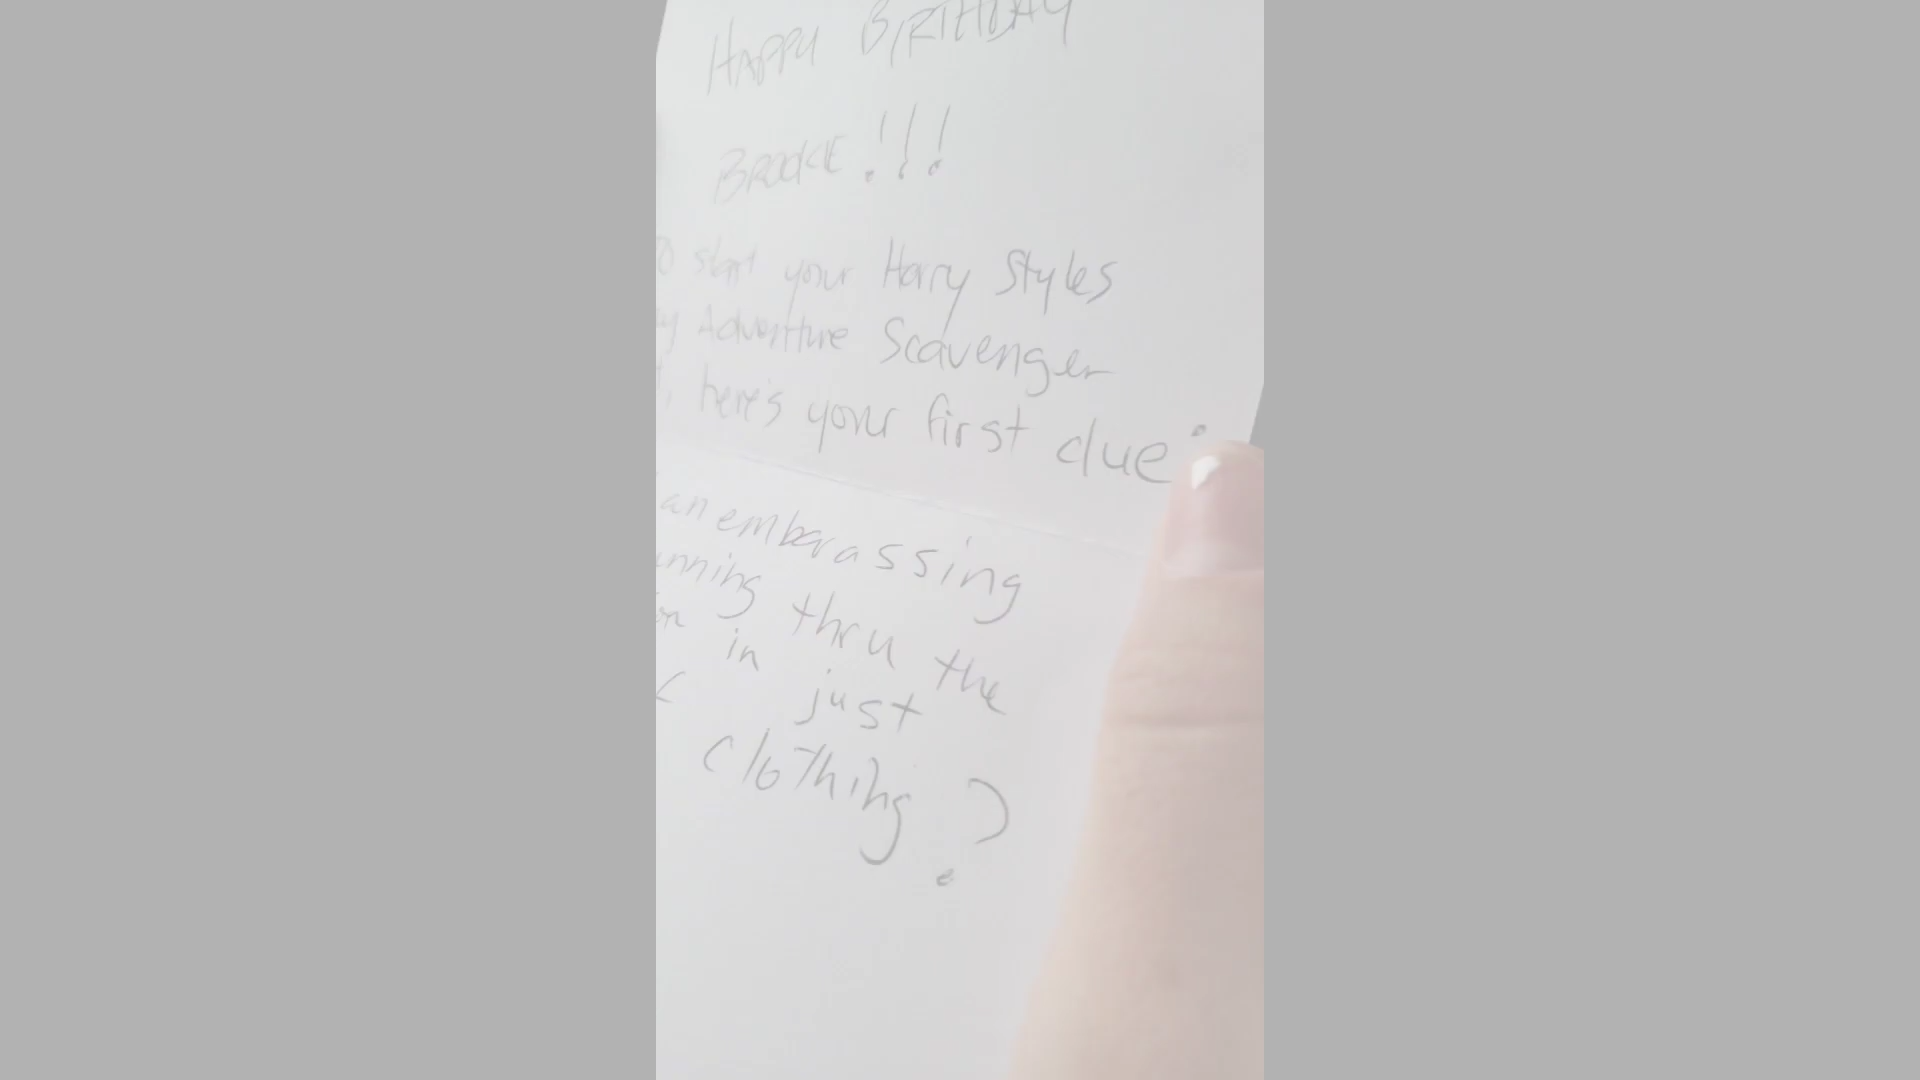 HAPPY BIRTHDAY
BROOKE!!!
start your Harry Styles
Adventure Scavenger
here's your first clue:
an embarassing
thru the
in just
clothing?